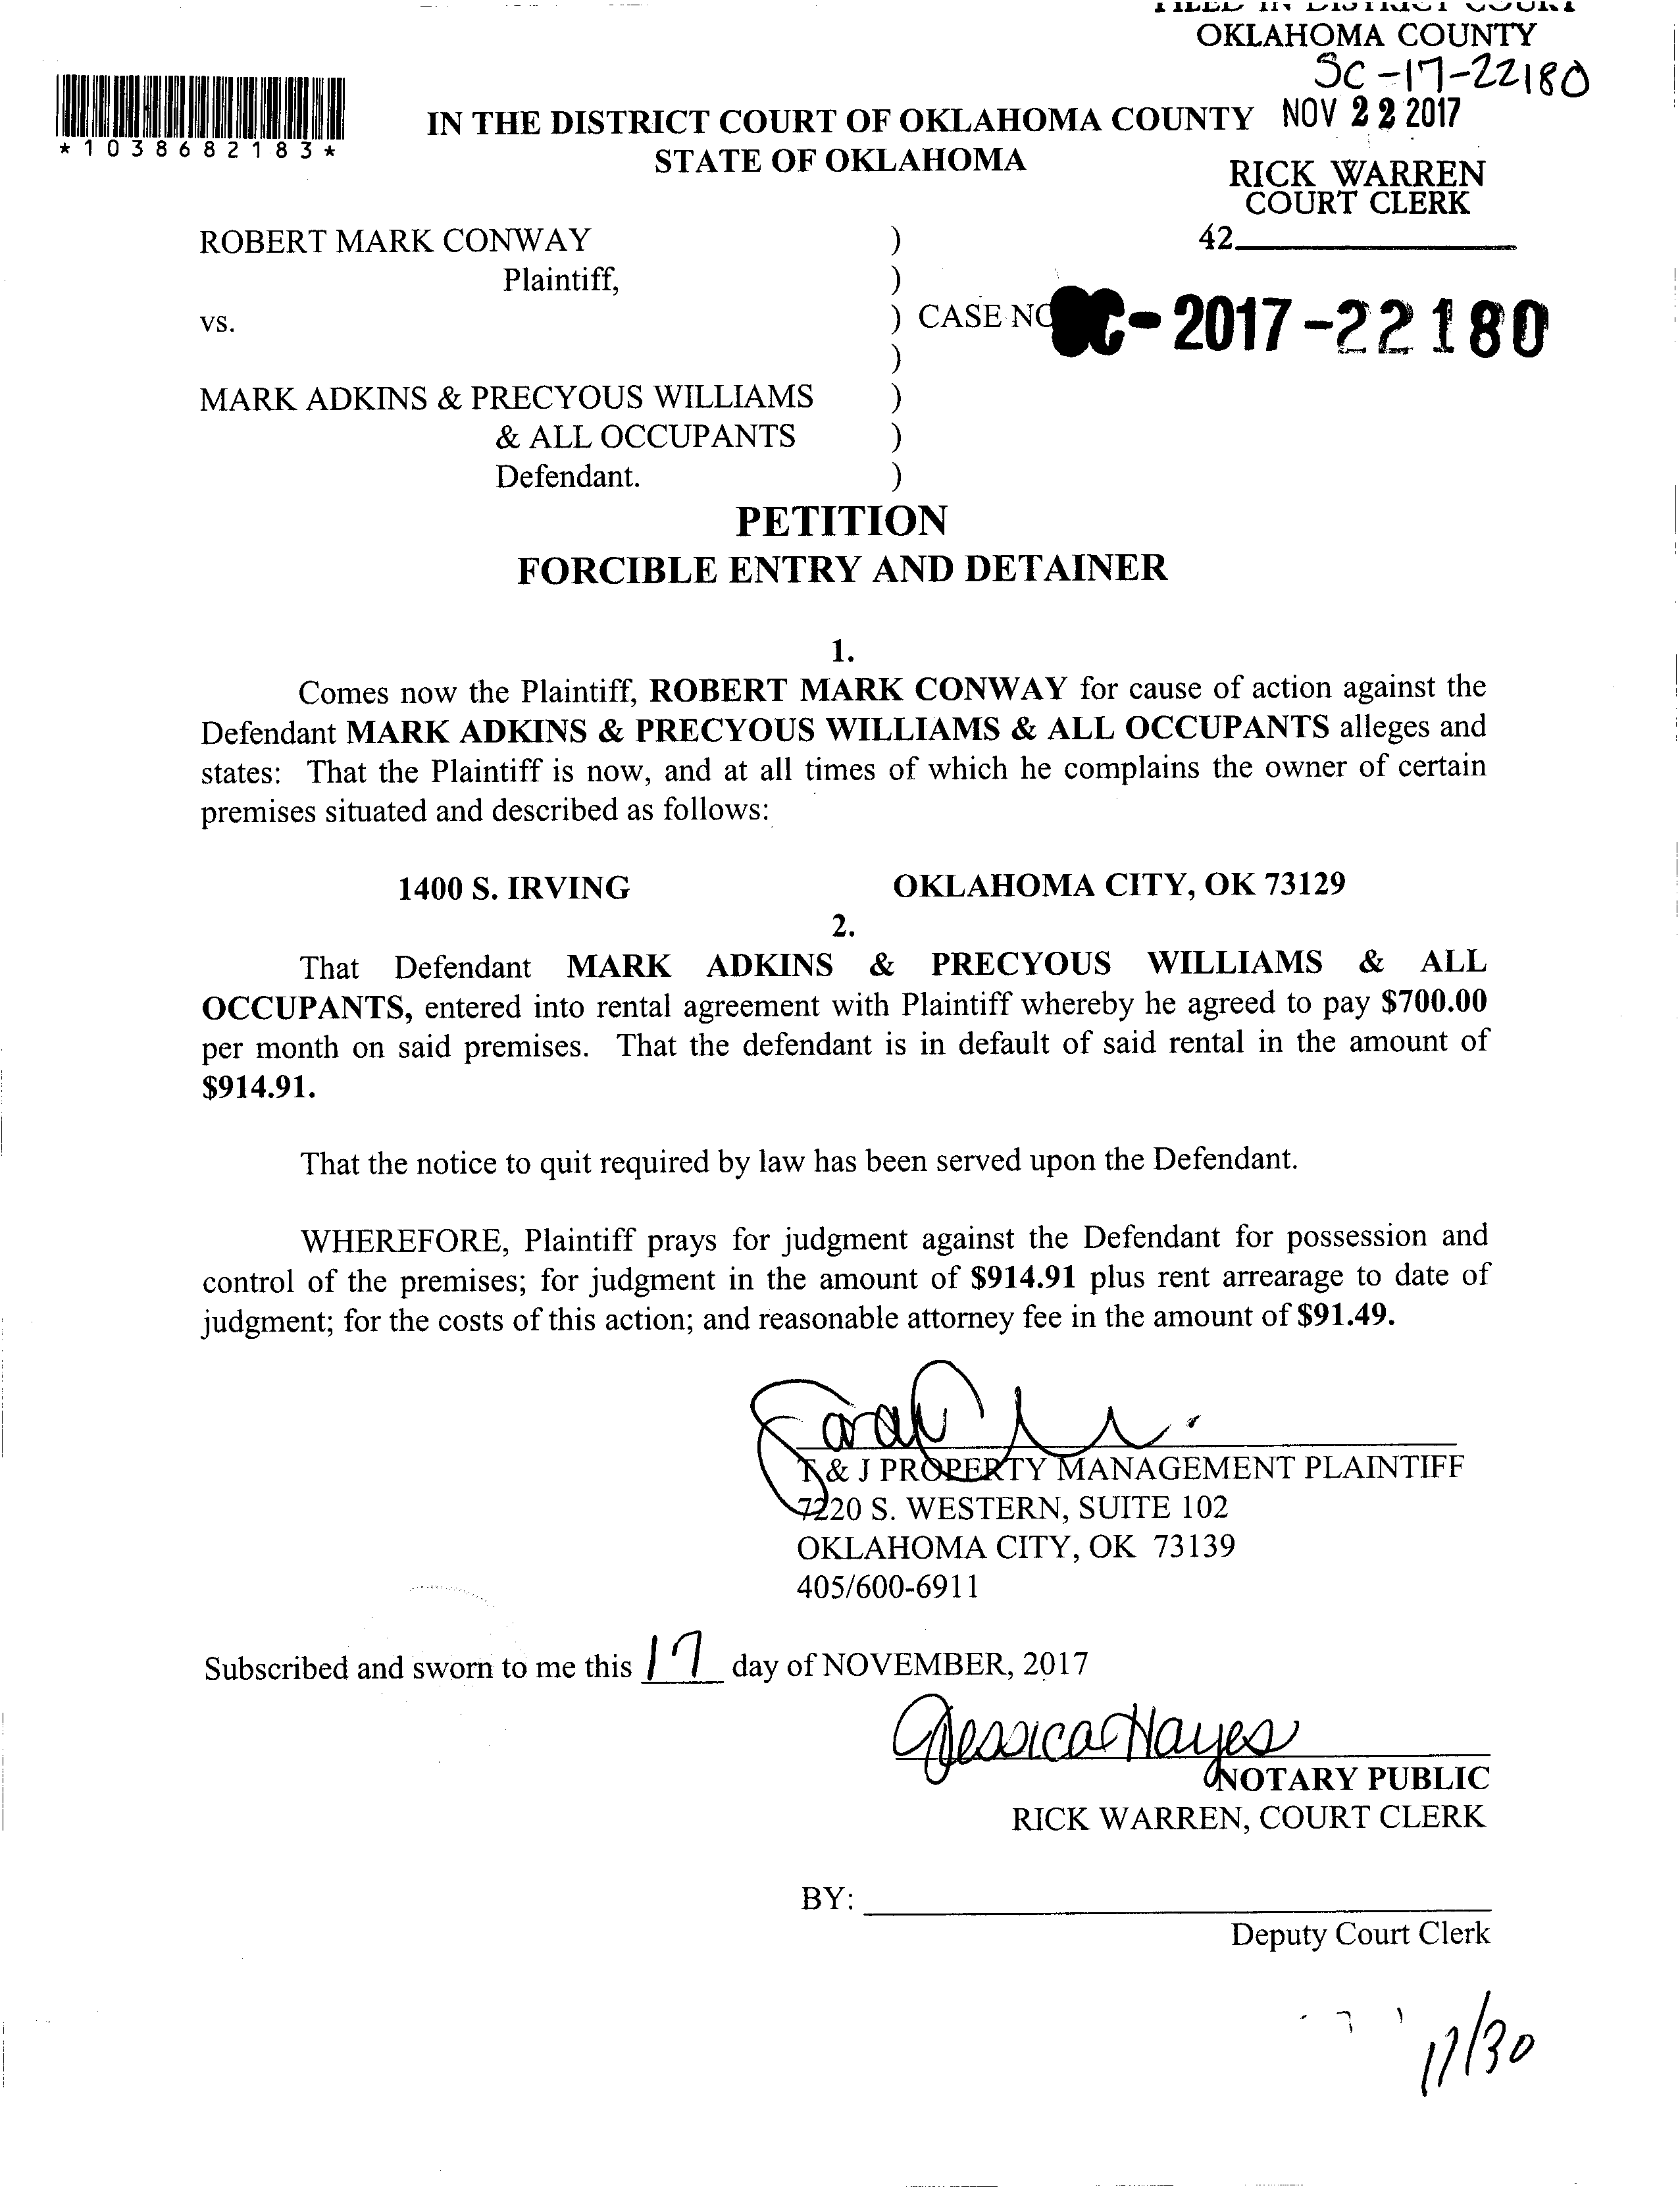 FILED IN DISTRICT COURT
OKLAHOMA COUNTY
SC-17-22180
*1038682183*
IN THE DISTRICT COURT OF OKLAHOMA COUNTY NOV 22 2017
STATE OF OKLAHOMA
RICK WARREN
COURT CLERK
42
ROBERT MARK CONWAY )
Plaintiff, )
vs. ) CASE NO C-2017-22180
)
MARK ADKINS & PRECYOUS WILLIAMS )
& ALL OCCUPANTS )
Defendant. )
PETITION
FORCIBLE ENTRY AND DETAINER
1.
Comes now the Plaintiff, ROBERT MARK CONWAY for cause of action against the
Defendant MARK ADKINS & PRECYOUS WILLIAMS & ALL OCCUPANTS alleges and
states: That the Plaintiff is now, and at all times of which he complains the owner of certain
premises situated and described as follows:
1400 S. IRVING OKLAHOMA CITY, OK 73129
2.
That Defendant MARK ADKINS & PRECYOUS WILLIAMS & ALL
OCCUPANTS, entered into rental agreement with Plaintiff whereby he agreed to pay $700.00
per month on said premises. That the defendant is in default of said rental in the amount of
$914.91.
That the notice to quit required by law has been served upon the Defendant.
WHEREFORE, Plaintiff prays for judgment against the Defendant for possession and
control of the premises; for judgment in the amount of $914.91 plus rent arrearage to date of
judgment; for the costs of this action; and reasonable attorney fee in the amount of $91.49.
Sarah
T & J PROPERTY MANAGEMENT PLAINTIFF
7220 S. WESTERN, SUITE 102
OKLAHOMA CITY, OK 73139
405/600-6911
Subscribed and sworn to me this 17 day of NOVEMBER, 2017
Jessica Hayes
NOTARY PUBLIC
RICK WARREN, COURT CLERK
BY:
Deputy Court Clerk
11/30